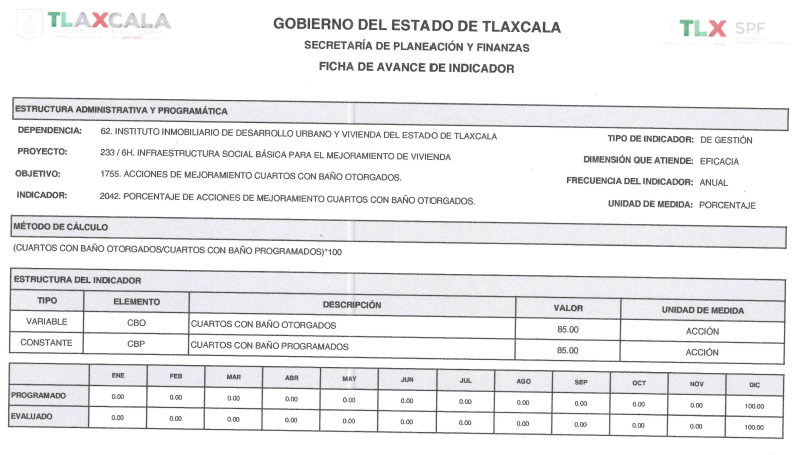 TLAXCALA
GOBIERNO DEL ESTADO DE TLAXCALA
TLX SPF
SECRETARÍA DE PLANEACIÓN Y FINANZAS
FICHA DE AVANCE DE INDICADOR
ESTRUCTURA ADMINISTRATIVA Y PROGRAMÁTICA
DEPENDENCIA: 62. INSTITUTO INMOBILIARIO DE DESARROLLO URBANO Y VIVIENDA DEL ESTADO DE TLAXCALA TIPO DE INDICADOR: DE GESTIÓN
PROYECTO: 233 / 6H. INFRAESTRUCTURA SOCIAL BÁSICA PARA EL MEJORAMIENTO DE VIVIENDA DIMENSIÓN QUE ATIENDE: EFICACIA
OBJETIVO: 1755. ACCIONES DE MEJORAMIENTO CUARTOS CON BAÑO OTORGADOS. FRECUENCIA DEL INDICADOR: ANUAL
INDICADOR: 2042. PORCENTAJE DE ACCIONES DE MEJORAMIENTO CUARTOS CON BAÑO OTORGADOS. UNIDAD DE MEDIDA: PORCENTAJE
MÉTODO DE CÁLCULO
(CUARTOS CON BAÑO OTORGADOS/CUARTOS CON BAÑO PROGRAMADOS)*100
ESTRUCTURA DEL INDICADOR
TIPO ELEMENTO DESCRIPCIÓN VALOR UNIDAD DE MEDIDA
VARIABLE CBO CUARTOS CON BAÑO OTORGADOS 85.00 ACCIÓN
CONSTANTE CBP CUARTOS CON BAÑO PROGRAMADOS 85.00 ACCIÓN
ENE FEB MAR ABR MAY JUN JUL AGO SEP OCT NOV DIC
PROGRAMADO 0.00 0.00 0.00 0.00 0.00 0.00 0.00 0.00 0.00 0.00 0.00 100.00
EVALUADO 0.00 0.00 0.00 0.00 0.00 0.00 0.00 0.00 0.00 0.00 0.00 100.00